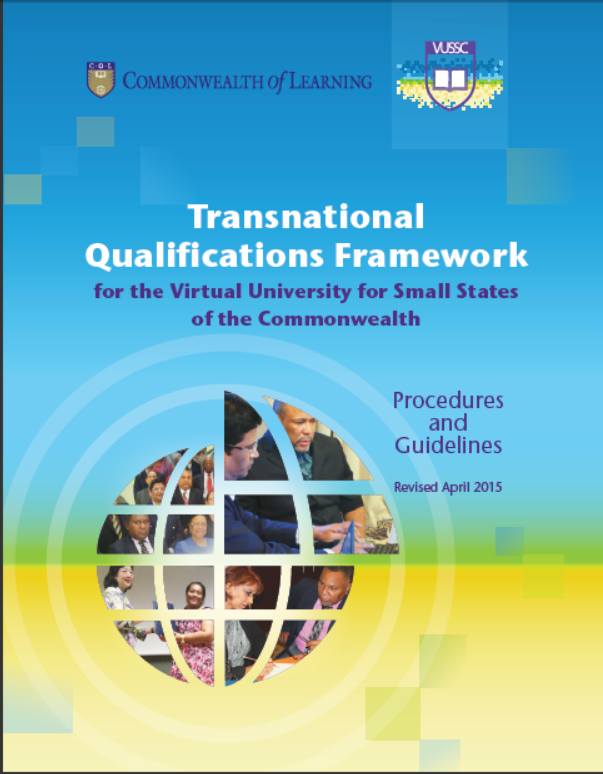 C O L
COMMONWEALTH of LEARNING
VUSSC
Transnational
Qualifications Framework
for the Virtual University for Small States
of the Commonwealth
Procedures
and
Guidelines
Revised April 2015